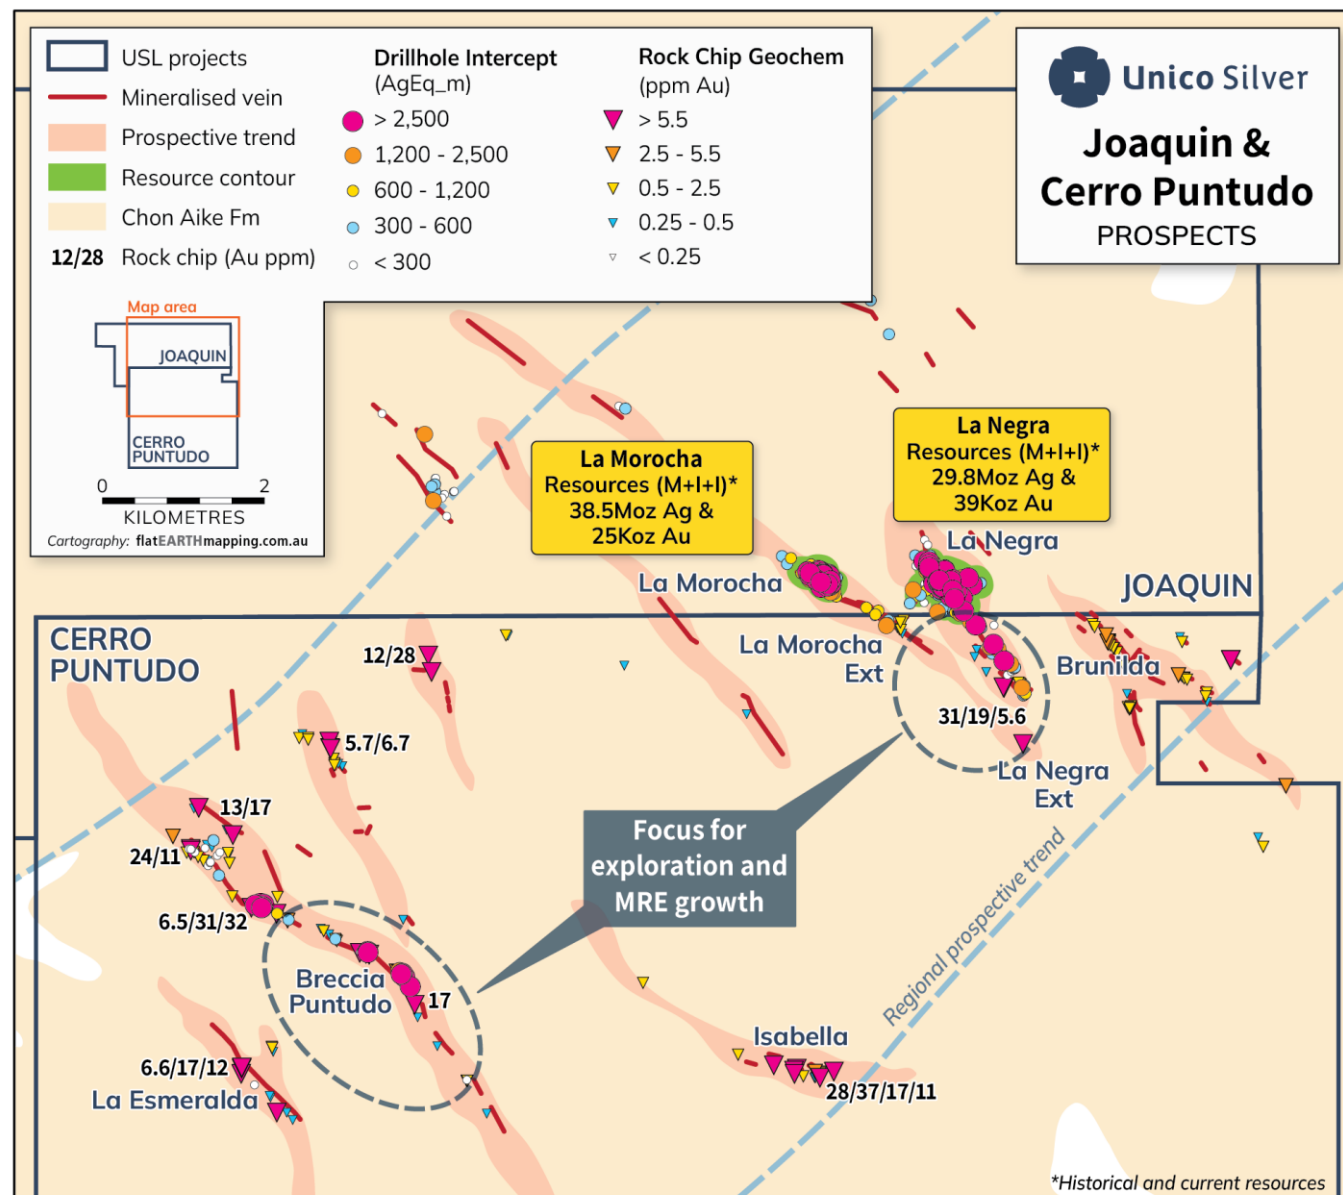 USL projects
Mineralised vein
Prospective trend
Resource contour
Chon Aike Fm
12/28 Rock chip (Au ppm)
Drillhole Intercept
(AgEq_m)
> 2,500
1,200 - 2,500
600 - 1,200
300 - 600
< 300
Rock Chip Geochem
(ppm Au)
> 5.5
2.5 - 5.5
0.5 - 2.5
0.25 - 0.5
< 0.25
Unico Silver
Joaquin &
Cerro Puntudo
PROSPECTS
Map area
JOAQUIN
CERRO
PUNTUDO
0 2
KILOMETRES
Cartography: flatEARTHmapping.com.au
La Morocha
Resources (M+I+I)*
38.5Moz Ag &
25Koz Au
La Negra
Resources (M+I+I)*
29.8Moz Ag &
39Koz Au
La Negra
La Morocha
JOAQUIN
CERRO
PUNTUDO
12/28
La Morocha
Ext
Brunilda
31/19/5.6
5.7/6.7
La Negra
Ext
13/17
24/11
Focus for
exploration and
MRE growth
6.5/31/32
Regional prospective trend
Breccia
Puntudo
17
Isabella
6.6/17/12
28/37/17/11
La Esmeralda
*Historical and current resources